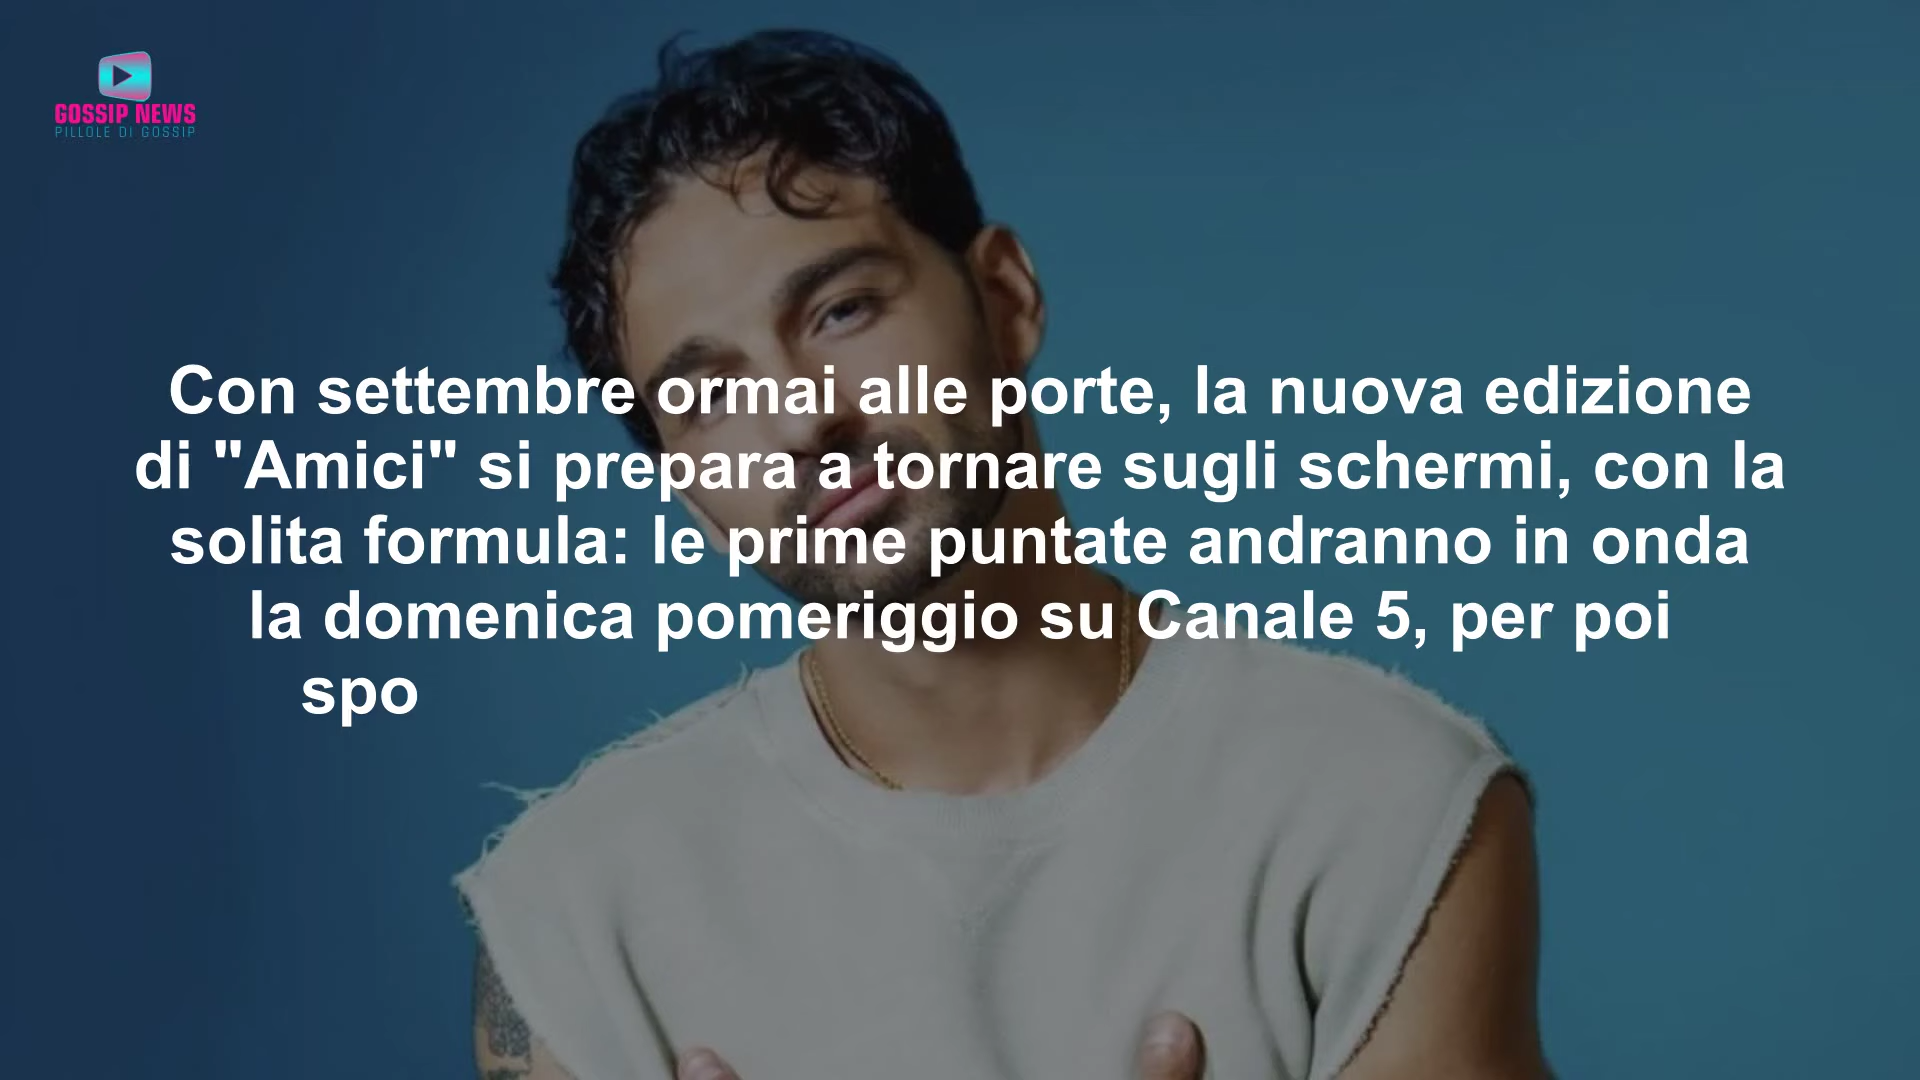 GOSSIP NEWS
PILLOLE DI GOSSIP
Con settembre ormai alle porte, la nuova edizione
di "Amici" si prepara a tornare sugli schermi, con la
solita formula: le prime puntate andranno in onda
la domenica pomeriggio su Canale 5, per poi
spo